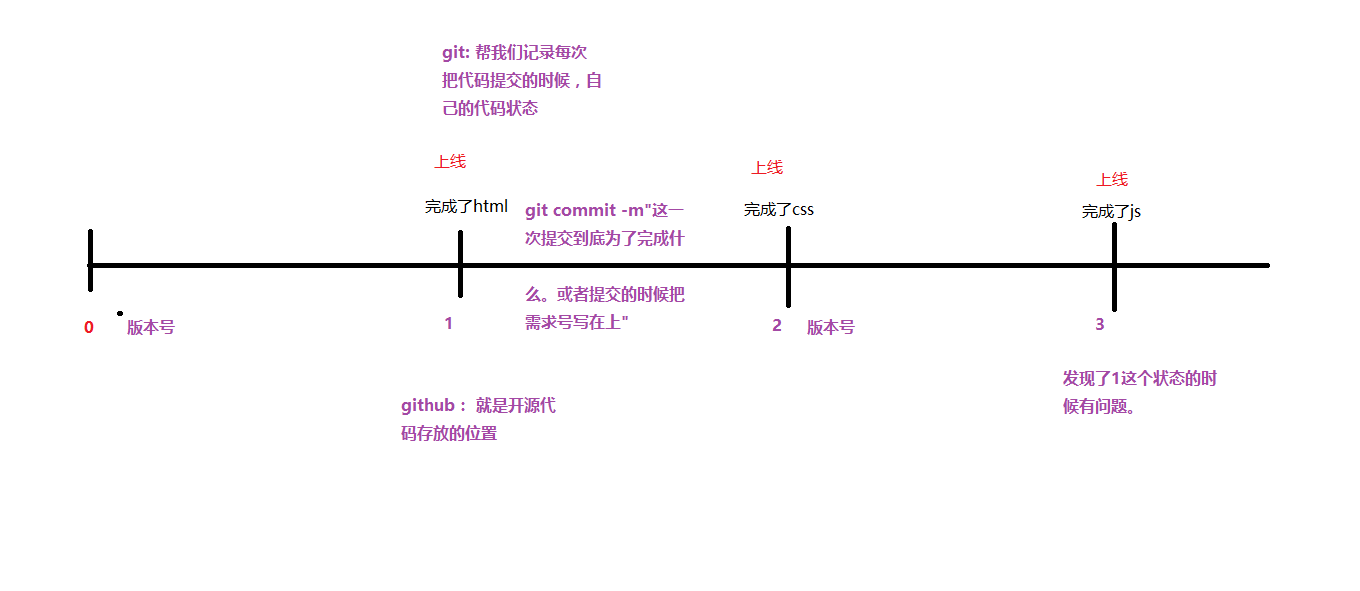 git: 帮我们记录每次
把代码提交的时候，自
己的代码状态
上线
上线
上线
完成了html
完成了css
完成了js
git commit -m"这一
次提交到底为了完成什
么。或者提交的时候把
需求号写在上"
0
版本号
1
2
版本号
3
发现了1这个状态的时
候有问题。
github： 就是开源代
码存放的位置